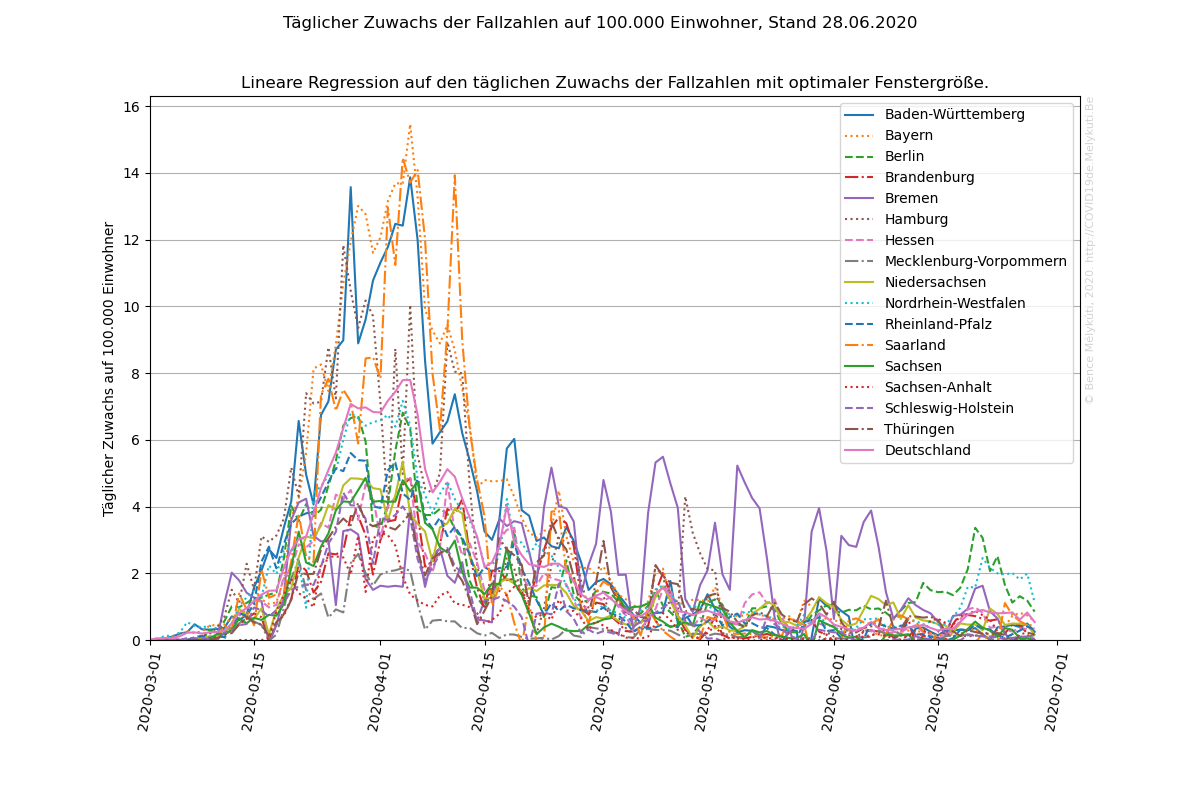 Täglicher Zuwachs der Fallzahlen auf 100.000 Einwohner, Stand 28.06.2020
Lineare Regression auf den täglichen Zuwachs der Fallzahlen mit optimaler Fenstergröße.
Täglicher Zuwachs auf 100.000 Einwohner
16
14
12
10
8
6
4
2
0
2020-03-01
2020-03-15
2020-04-01
2020-04-15
2020-05-01
2020-05-15
2020-06-01
2020-06-15
2020-07-01
Baden-Württemberg
Bayern
Berlin
Brandenburg
Bremen
Hamburg
Hessen
Mecklenburg-Vorpommern
Niedersachsen
Nordrhein-Westfalen
Rheinland-Pfalz
Saarland
Sachsen
Sachsen-Anhalt
Schleswig-Holstein
Thüringen
Deutschland
© Bence Mélykúti, 2020. http://COVID19de.Melykuti.Be